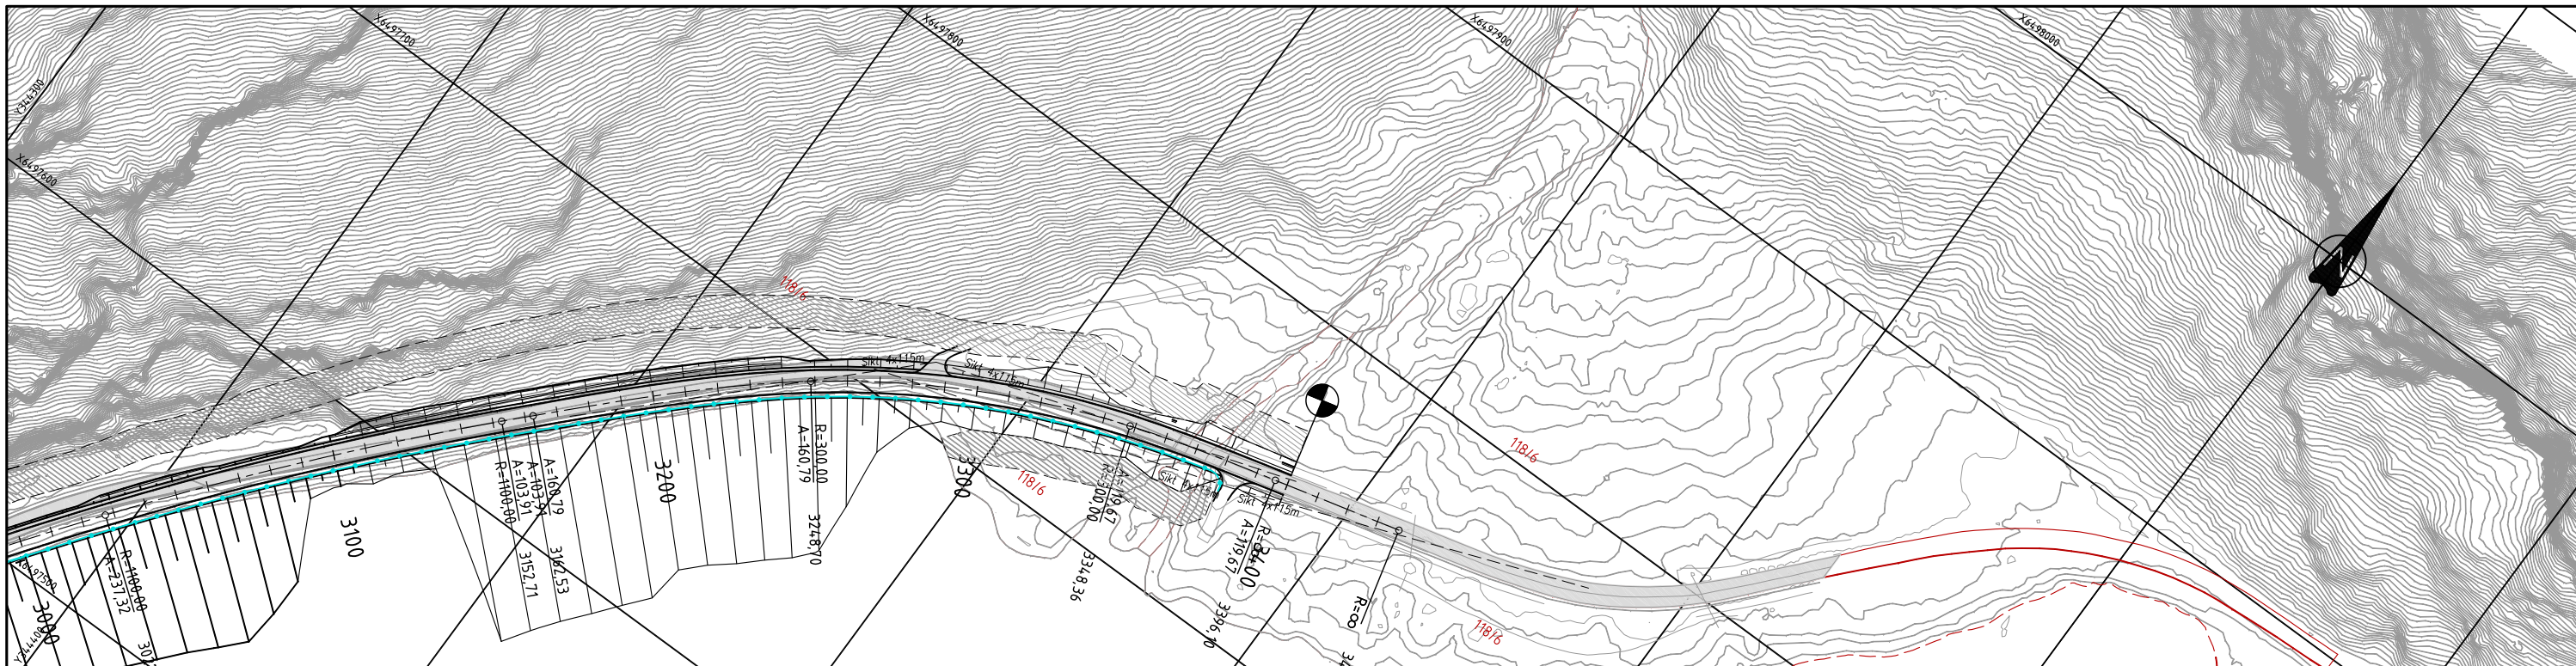 X6497700
X6497800
X6497900
X6498000
Y344300
X6497600
N
118/6
Sikt 4x115m
Sikt 4x115m
118/6
118/6
Sikt 4x115m
Sikt 4x115m
3000
X6497500
Y344400
R=1100,00
A=237,32
3100
R=1100,00
A=103,91
3152,71
A=103,91
A=160,79
3162,53
3200
A=160,79
R=300,00
3248,70
3300
R=300,00
A=119,67
3348,36
A=119,67
3396,10
3400
R=∞
118/6